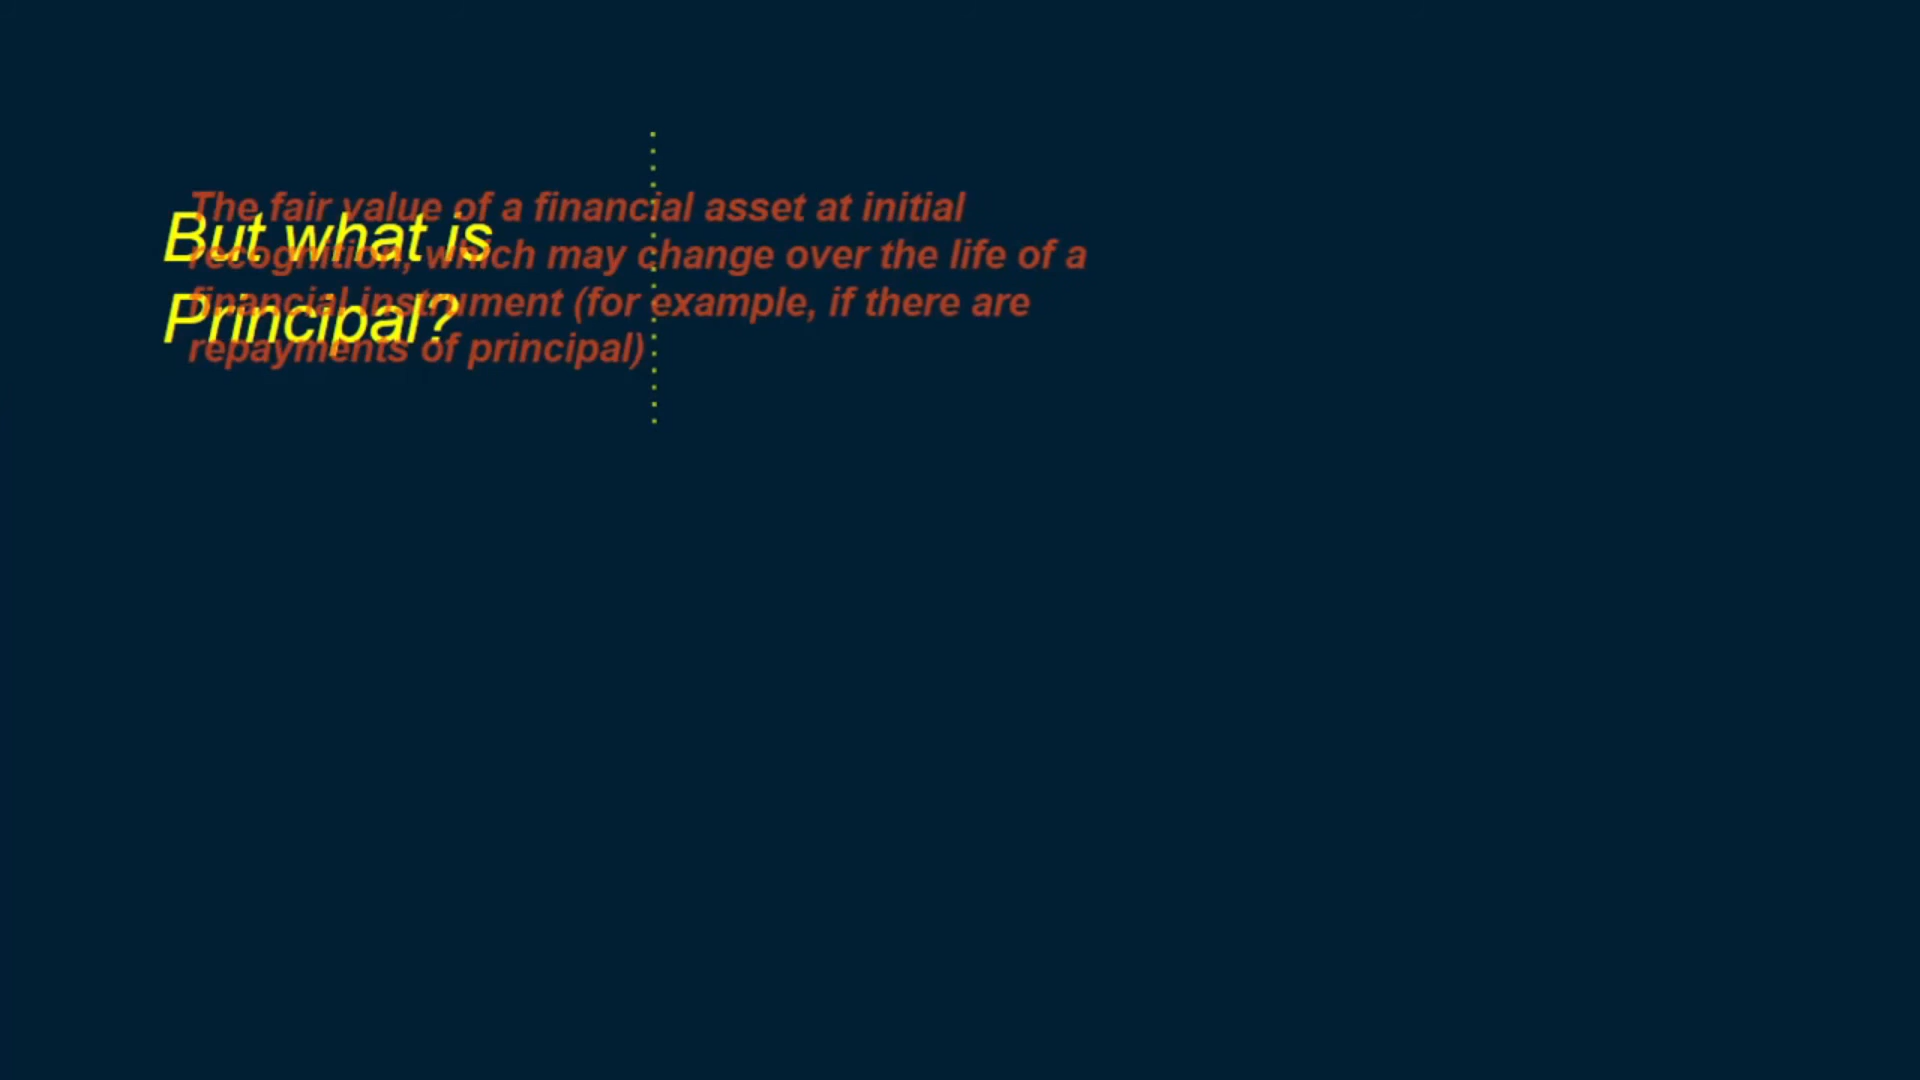 But what is
Principal?
The fair value of a financial asset at initial
recognition, which may change over the life of a
financial instrument (for example, if there are
repayments of principal)